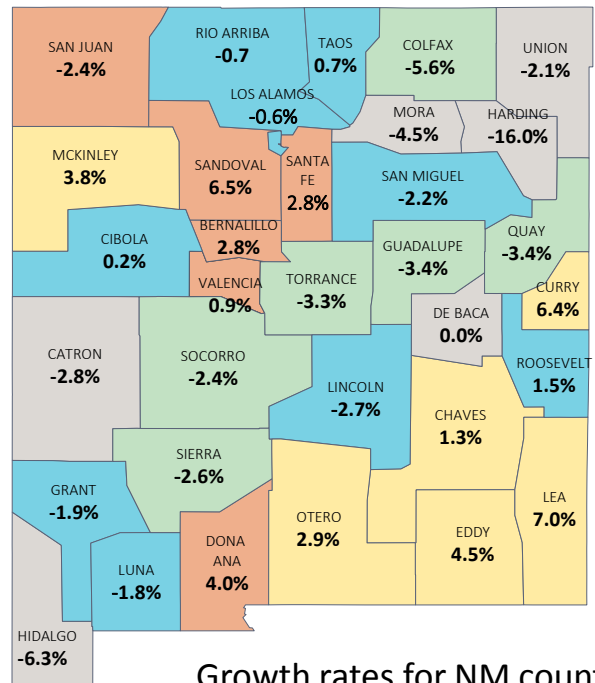 SAN JUAN
-2.4%
RIO ARRIBA
-0.7
TAOS
0.7%
COLFAX
-5.6%
UNION
-2.1%
LOS ALAMOS
-0.6%
MORA
-4.5%
HARDING
-16.0%
MCKINLEY
3.8%
SANDOVAL
6.5%
SANTA
FE
2.8%
SAN MIGUEL
-2.2%
CIBOLA
0.2%
BERNALILLO
2.8%
GUADALUPE
-3.4%
QUAY
-3.4%
VALENCIA
0.9%
TORRANCE
-3.3%
CURRY
6.4%
DE BACA
0.0%
CATRON
-2.8%
SOCORRO
-2.4%
LINCOLN
-2.7%
ROOSEVELT
1.5%
CHAVES
1.3%
SIERRA
-2.6%
GRANT
-1.9%
OTERO
2.9%
LEA
7.0%
EDDY
4.5%
DONA
ANA
4.0%
LUNA
-1.8%
HIDALGO
-6.3%
Growth rates for NM count